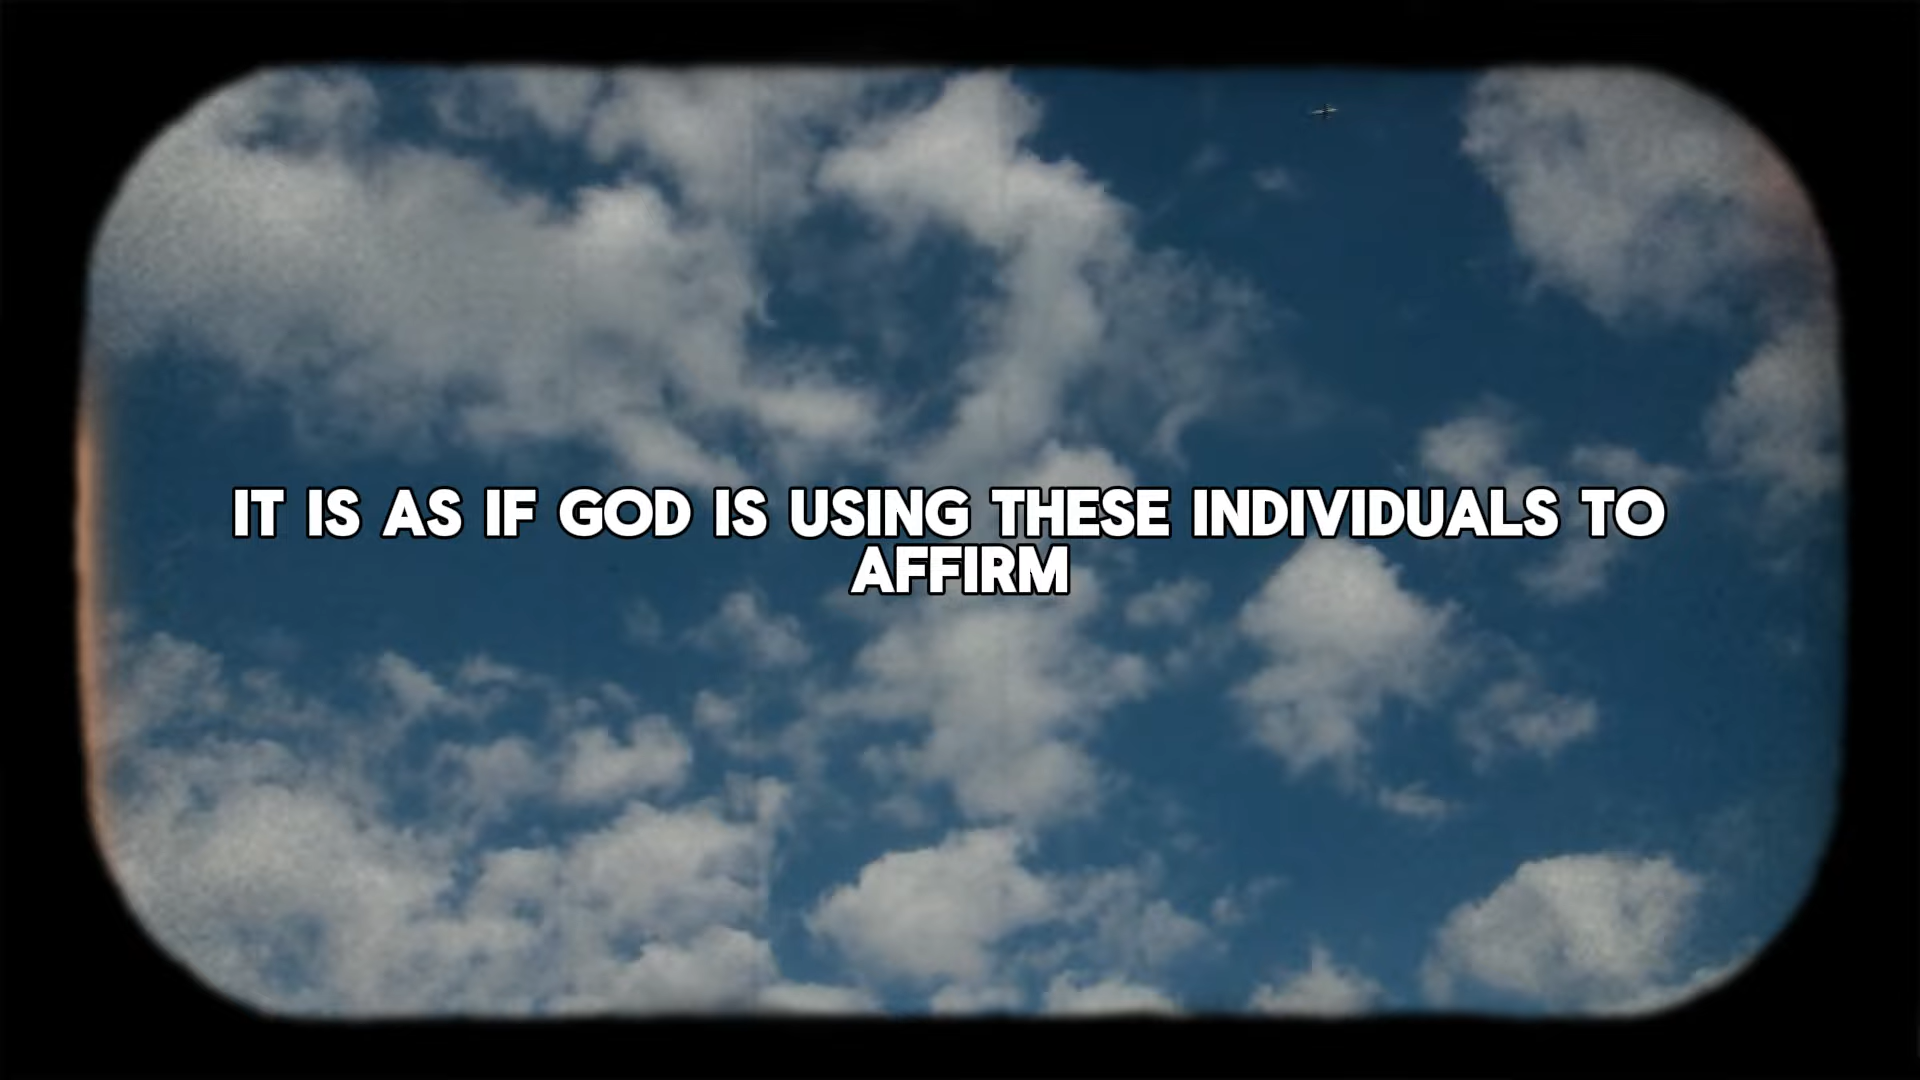 IT IS AS IF GOD IS USING THESE INDIVIDUALS TO
AFFIRM